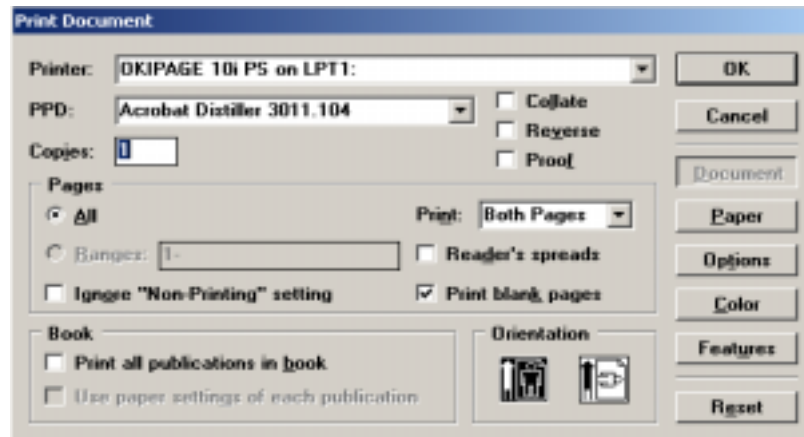 Print Document
Printer: OKIPAGE 10i PS on LPT1: OK
PPD: Acrobat Distiller 3011.104 Collate Cancel
Reverse
Copies: 1 Proof
Document
Pages
All Print: Both Pages Paper
Ranges: 1- Reader's spreads Options
Ignore "Non-Printing" setting Print blank pages Color
Book Orientation Features
Print all publications in book
Use paper settings of each publication Reset